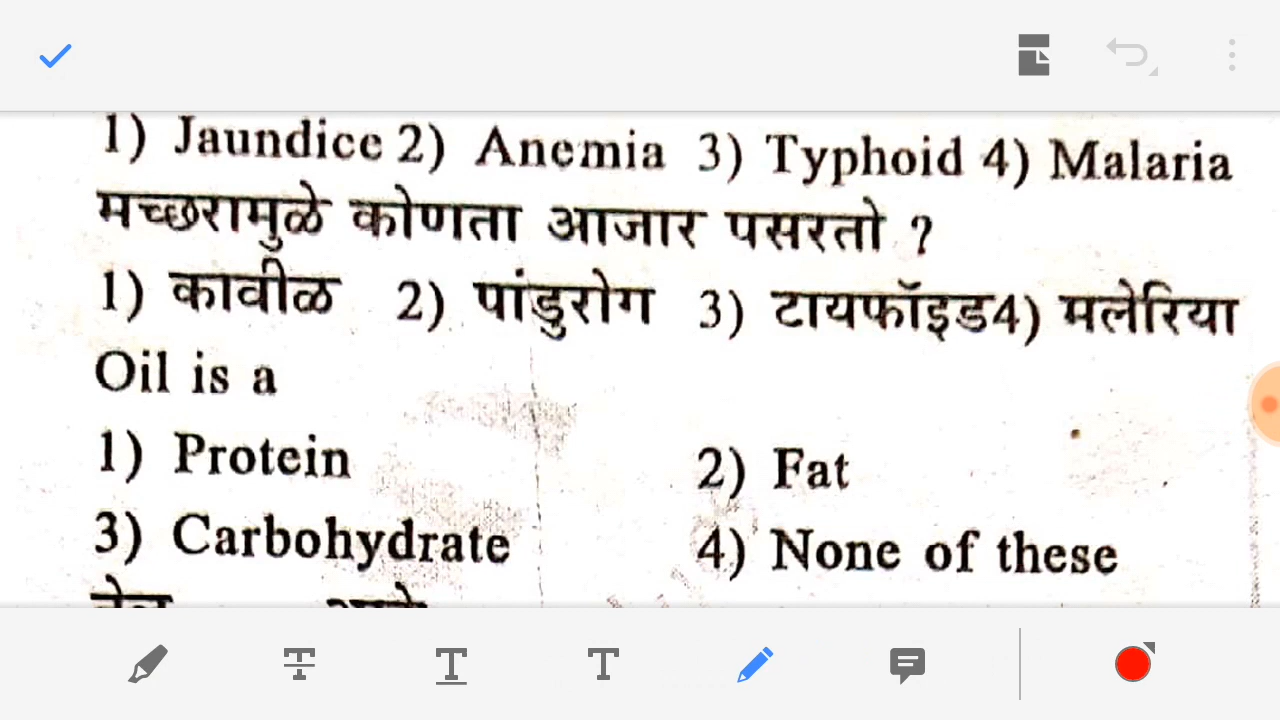 1) Jaundice 2) Anemia 3) Typhoid 4) Malaria
मच्छरामुळे कोणता आजार पसरतो ?
1) कावीळ 2) पांडुरोग 3) टायफॉइड4) मलेरिया
Oil is a
1) Protein 2) Fat
3) Carbohydrate 4) None of these